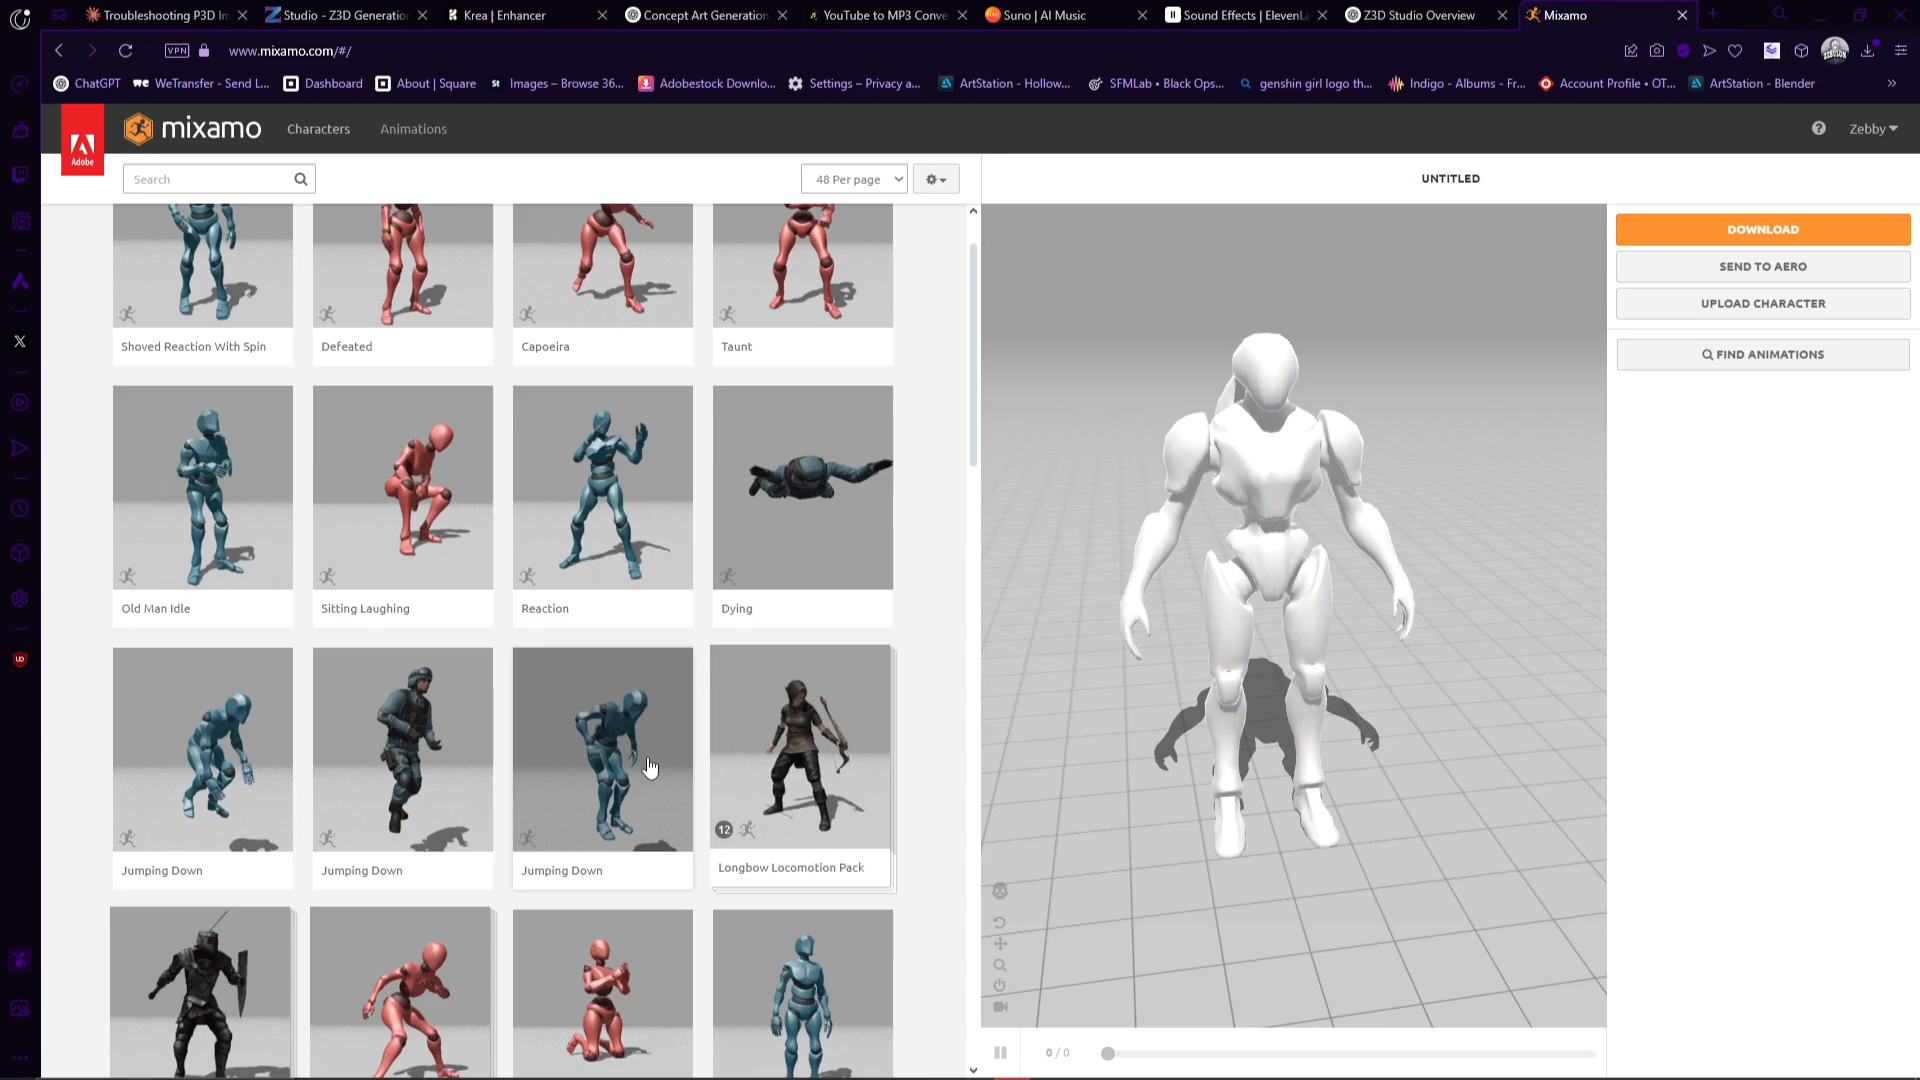 Troubleshooting P3D Im
Studio - Z3D Generation
Krea | Enhancer
Concept Art Generation
YouTube to MP3 Conve
Suno | AI Music
Sound Effects | ElevenLa
Z3D Studio Overview
Mixamo
VPN
www.mixamo.com/#/
ChatGPT
we WeTransfer - Send L...
Dashboard
About | Square
st Images – Browse 36...
Adobestock Downlo...
Settings – Privacy a...
ArtStation - Hollow...
SFMLab • Black Ops...
genshin girl logo th...
Indigo - Albums - Fr...
Account Profile • OT...
ArtStation - Blender
Adobe
mixamo
Characters
Animations
Zebby
Search
48 Per page
UNTITLED
DOWNLOAD
SEND TO AERO
UPLOAD CHARACTER
FIND ANIMATIONS
Shoved Reaction With Spin
Defeated
Capoeira
Taunt
Old Man Idle
Sitting Laughing
Reaction
Dying
12
Jumping Down
Jumping Down
Jumping Down
Longbow Locomotion Pack
0 / 0